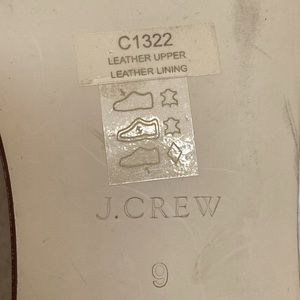 C1322
LEATHER UPPER
LEATHER LINING
J.CREW
9